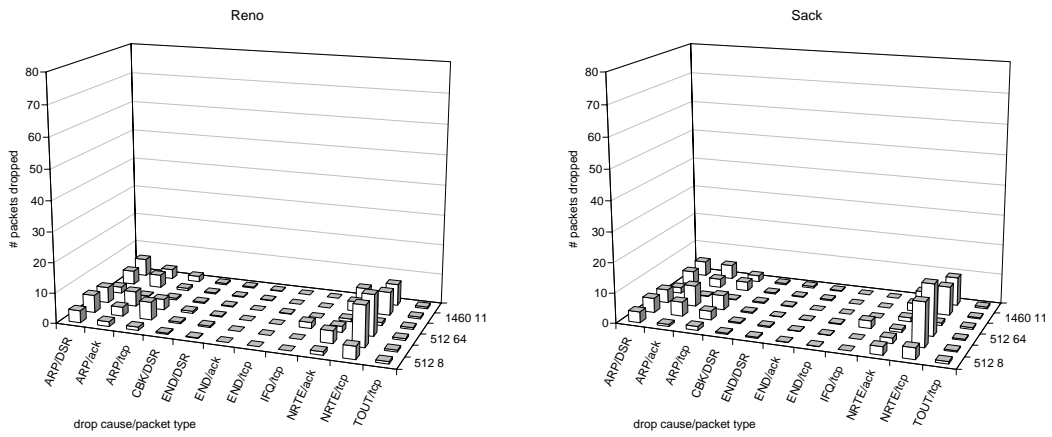 Reno
80
70
60
50
40
30
20
10
0
# packets dropped
ARP/DSR
ARP/ack
ARP/tcp
CBK/DSR
END/DSR
END/ack
END/tcp
IFQ/tcp
NRTE/ack
NRTE/tcp
TOUT/tcp
512 8
512 64
1460 11
drop cause/packet type
Sack
80
70
60
50
40
30
20
10
0
# packets dropped
ARP/DSR
ARP/ack
ARP/tcp
CBK/DSR
END/DSR
END/ack
END/tcp
IFQ/tcp
NRTE/ack
NRTE/tcp
TOUT/tcp
512 8
512 64
1460 11
drop cause/packet type